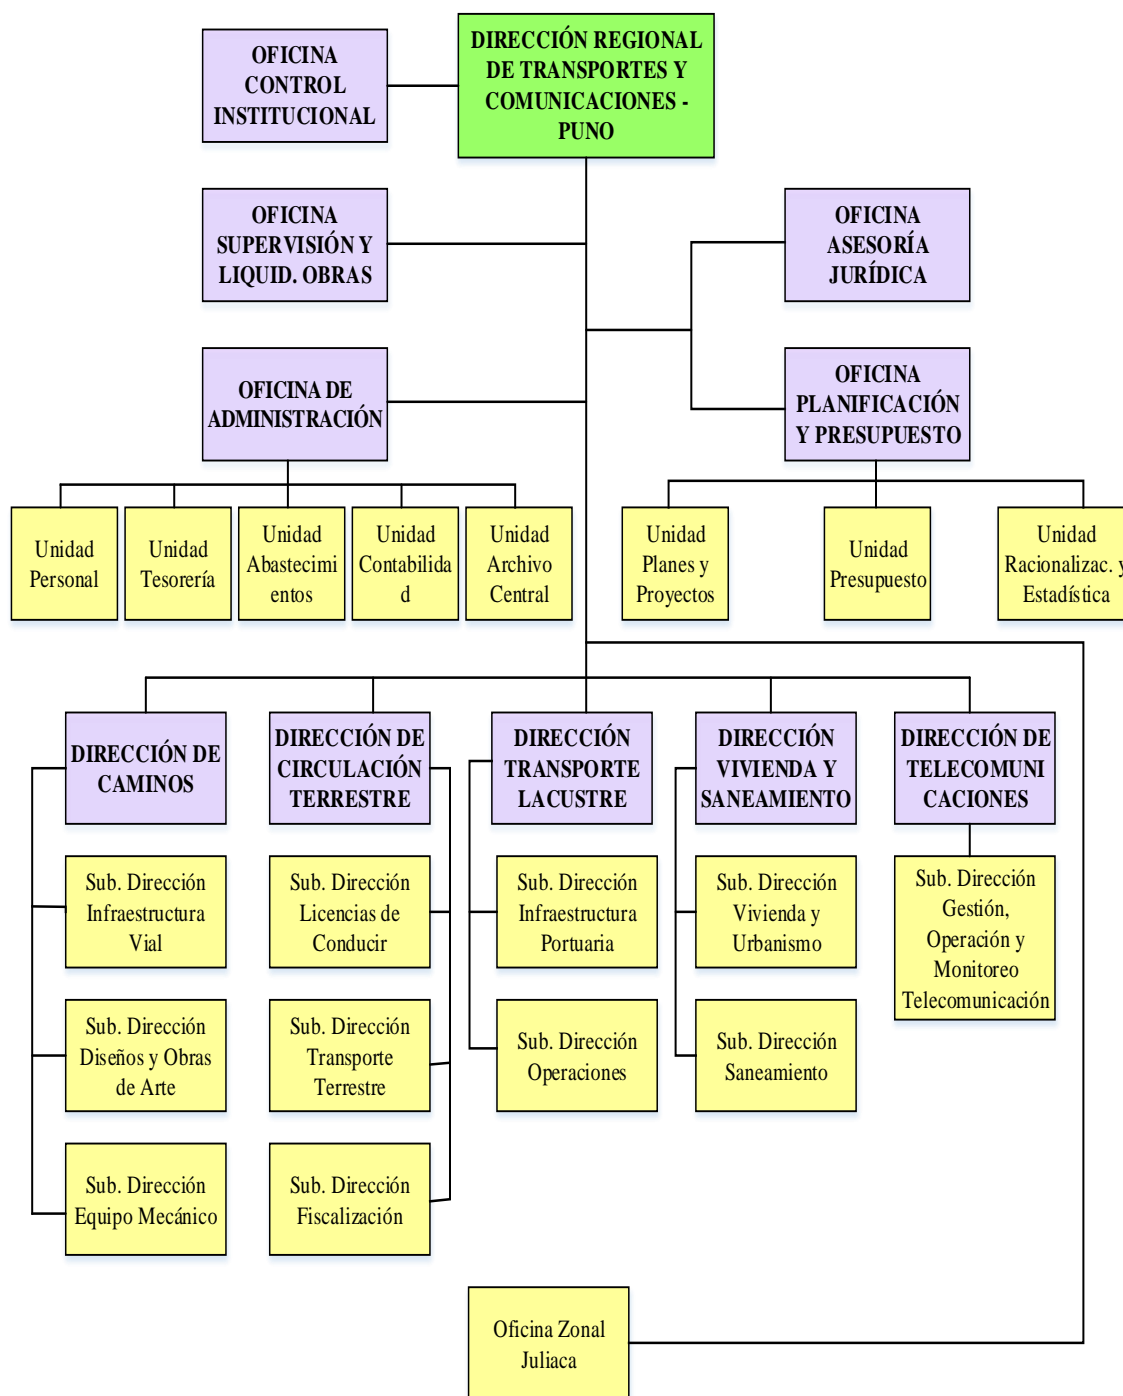 OFICINA
CONTROL
INSTITUCIONAL
DIRECCIÓN REGIONAL
DE TRANSPORTES Y
COMUNICACIONES -
PUNO
OFICINA
SUPERVISIÓN Y
LIQUID. OBRAS
OFICINA
ASESORÍA
JURÍDICA
OFICINA DE
ADMINISTRACIÓN
OFICINA
PLANIFICACIÓN
Y PRESUPUESTO
Unidad
Personal
Unidad
Tesorería
Unidad
Abastecimi
entos
Unidad
Contabilida
d
Unidad
Archivo
Central
Unidad
Planes y
Proyectos
Unidad
Presupuesto
Unidad
Racionalizac. y
Estadística
DIRECCIÓN DE
CAMINOS
DIRECCIÓN DE
CIRCULACIÓN
TERRESTRE
DIRECCIÓN
TRANSPORTE
LACUSTRE
DIRECCIÓN
VIVIENDA Y
SANEAMIENTO
DIRECCIÓN DE
TELECOMUNI
CACIONES
Sub. Dirección
Infraestructura
Vial
Sub. Dirección
Licencias de
Conducir
Sub. Dirección
Infraestructura
Portuaria
Sub. Dirección
Vivienda y
Urbanismo
Sub. Dirección
Gestión,
Operación y
Monitoreo
Telecomunicación
Sub. Dirección
Diseños y Obras
de Arte
Sub. Dirección
Transporte
Terrestre
Sub. Dirección
Operaciones
Sub. Dirección
Saneamiento
Sub. Dirección
Equipo Mecánico
Sub. Dirección
Fiscalización
Oficina Zonal
Juliaca